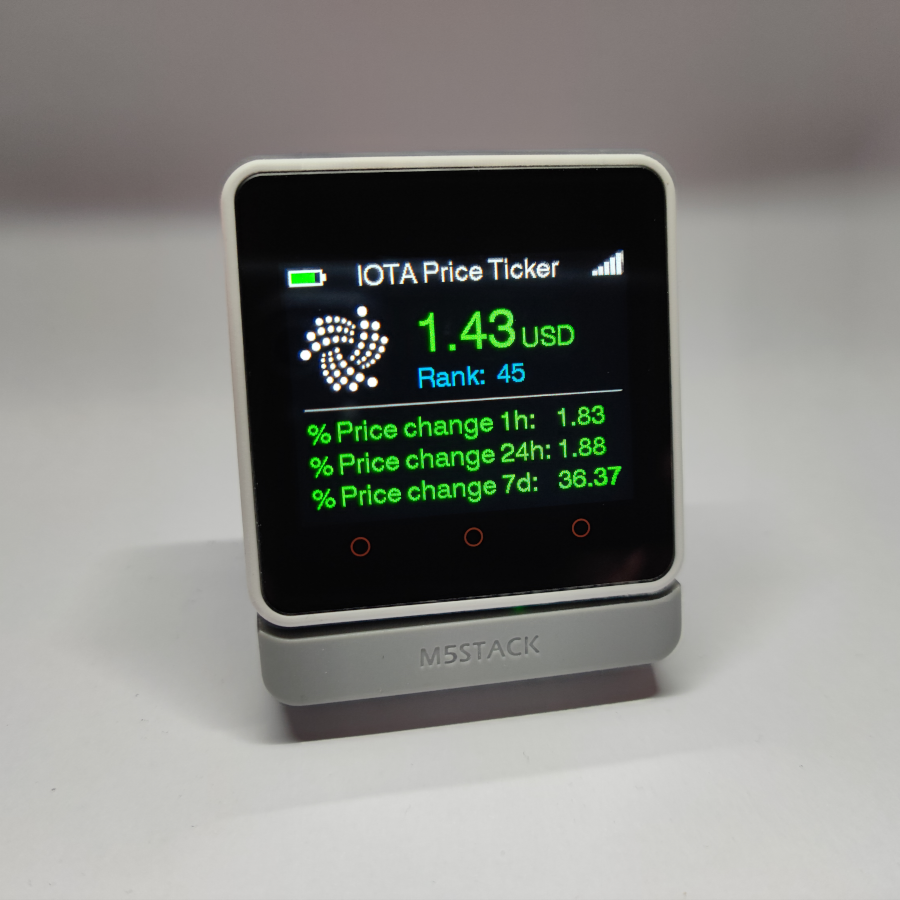 IOTA Price Ticker
1.43 USD
Rank: 45
% Price change 1h: 1.83
% Price change 24h: 1.88
% Price change 7d: 36.37
M5STACK